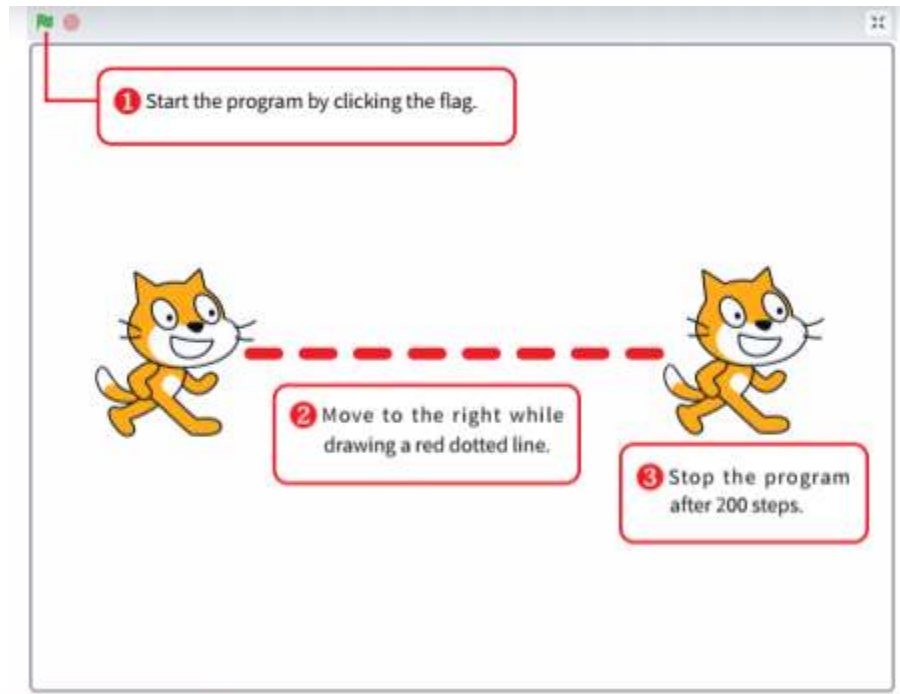 1 Start the program by clicking the flag.
2 Move to the right while
drawing a red dotted line.
3 Stop the program
after 200 steps.